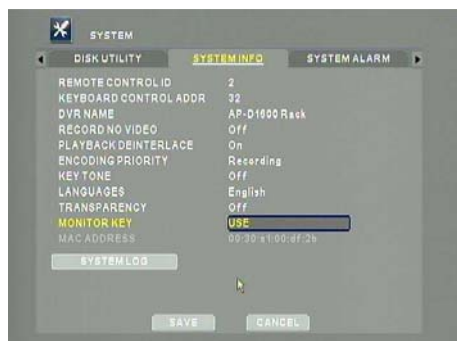 SYSTEM
DISK UTILITY SYSTEM INFO SYSTEM ALARM
REMOTE CONTROL ID 2
KEYBOARD CONTROL ADDR 32
DVR NAME AP-D1600 Rack
RECORD NO VIDEO Off
PLAYBACK DEINTERLACE On
ENCODING PRIORITY Recording
KEY TONE Off
LANGUAGES English
TRANSPARENCY Off
MONITOR KEY USE
MAC ADDRESS
SYSTEM LOG
SAVE CANCEL